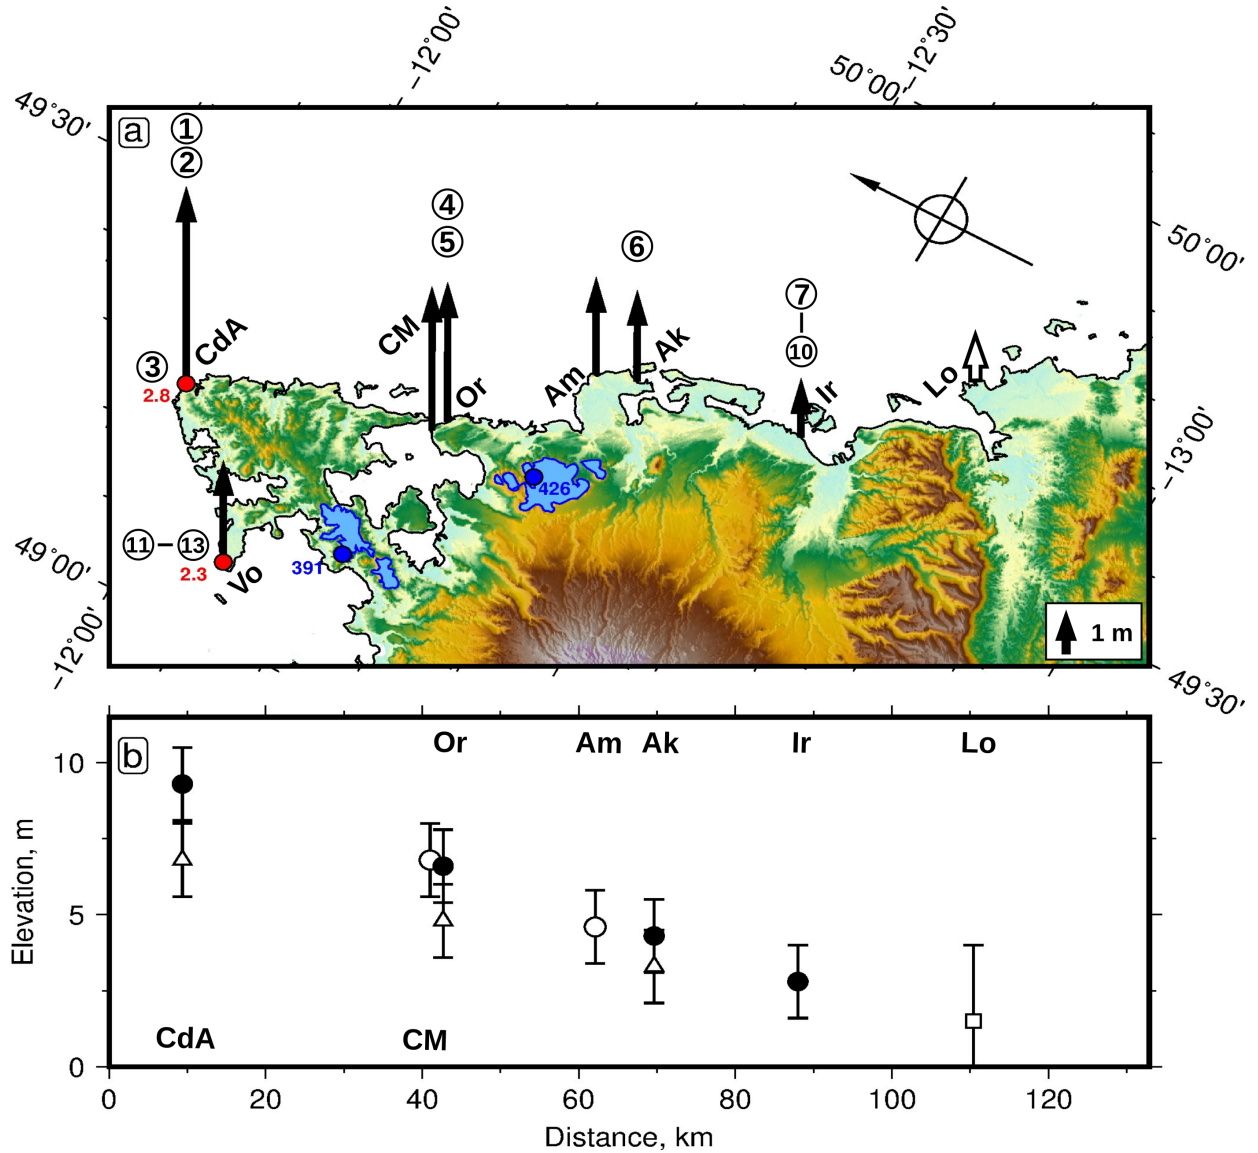 −12˚00'
50˚00'
−12˚30'
49˚30'
a
1
2
4
5
6
50˚00'
7
10
CM
CdA
3
2.8
Ak
Am
Or
Ir
Lo
−13˚00'
426
11–13
2.3
Vo
391
49˚00'
−12˚00'
1 m
49˚30'
b
Or
Am
Ak
Ir
Lo
10
5
0
Elevation, m
CdA
CM
0
20
40
60
80
100
120
Distance, km